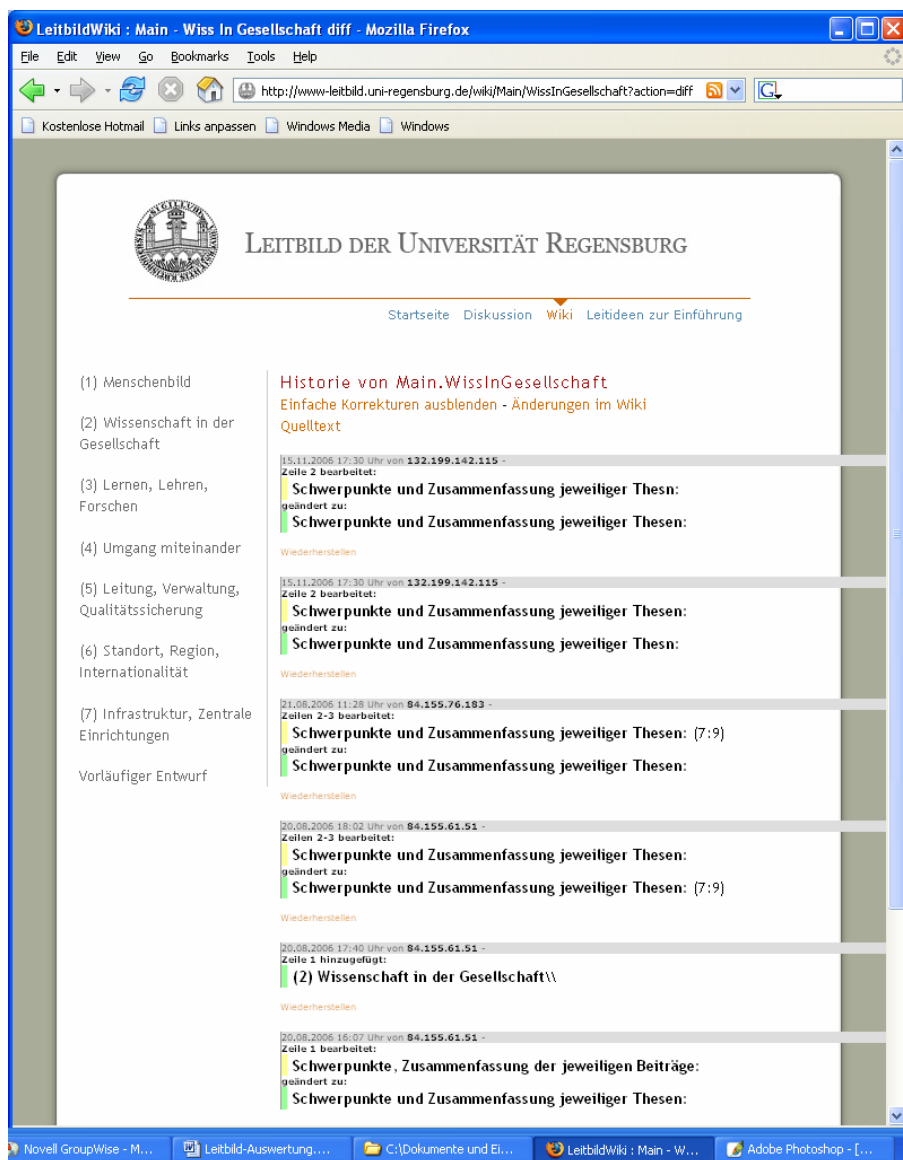 LeitbildWiki : Main - Wiss In Gesellschaft diff - Mozilla Firefox
File Edit View Go Bookmarks Tools Help
http://www-leitbild.uni-regensburg.de/wiki/Main/WissInGesellschaft?action=diff
Kostenlose Hotmail Links anpassen Windows Media Windows
LEITBILD DER UNIVERSITÄT REGENSBURG
Startseite Diskussion Wiki Leitideen zur Einführung
(1) Menschenbild
(2) Wissenschaft in der
Gesellschaft
(3) Lernen, Lehren,
Forschen
(4) Umgang miteinander
(5) Leitung, Verwaltung,
Qualitätssicherung
(6) Standort, Region,
Internationalität
(7) Infrastruktur, Zentrale
Einrichtungen
Vorläufiger Entwurf
Historie von Main.WissInGesellschaft
Einfache Korrekturen ausblenden - Änderungen im Wiki
Quelltext
15.11.2006 17:30 Uhr von 132.199.142.115 -
Zeile 2 bearbeitet:
Schwerpunkte und Zusammenfassung jeweiliger Thesn:
geändert zu:
Schwerpunkte und Zusammenfassung jeweiliger Thesen:
Wiederherstellen
15.11.2006 17:30 Uhr von 132.199.142.115 -
Zeile 2 bearbeitet:
Schwerpunkte und Zusammenfassung jeweiliger Thesen:
geändert zu:
Schwerpunkte und Zusammenfassung jeweiliger Thesn:
Wiederherstellen
21.08.2006 11:28 Uhr von 84.155.76.183 -
Zeilen 2-3 bearbeitet:
Schwerpunkte und Zusammenfassung jeweiliger Thesen: (7:9)
geändert zu:
Schwerpunkte und Zusammenfassung jeweiliger Thesen:
Wiederherstellen
20.08.2006 18:02 Uhr von 84.155.61.51 -
Zeilen 2-3 bearbeitet:
Schwerpunkte und Zusammenfassung jeweiliger Thesen:
geändert zu:
Schwerpunkte und Zusammenfassung jeweiliger Thesen: (7:9)
Wiederherstellen
20.08.2006 17:40 Uhr von 84.155.61.51 -
Zeile 1 hinzugefügt:
(2) Wissenschaft in der Gesellschaft\\
Wiederherstellen
20.08.2006 16:07 Uhr von 84.155.61.51 -
Zeile 1 bearbeitet:
Schwerpunkte, Zusammenfassung der jeweiligen Beiträge:
geändert zu:
Schwerpunkte und Zusammenfassung jeweiliger Thesen:
Novell GroupWise - M... Leitbild-Auswertung.... C:\Dokumente und Ei... LeitbildWiki : Main - W... Adobe Photoshop - [...